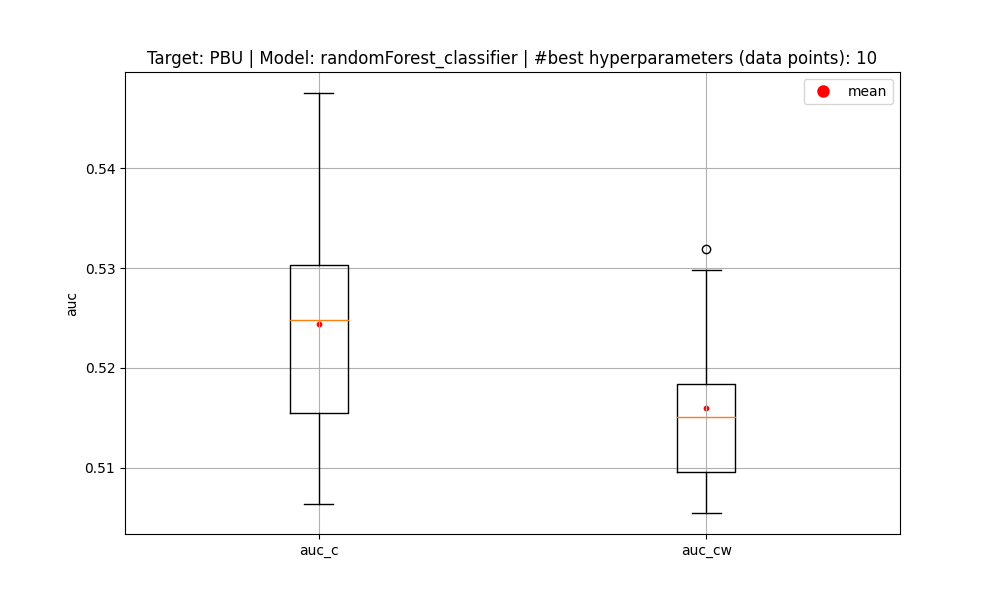 Target: PBU | Model: randomForest_classifier | #best hyperparameters (data points): 10
mean
0.54
0.53
0.52
0.51
auc
auc_c
auc_cw